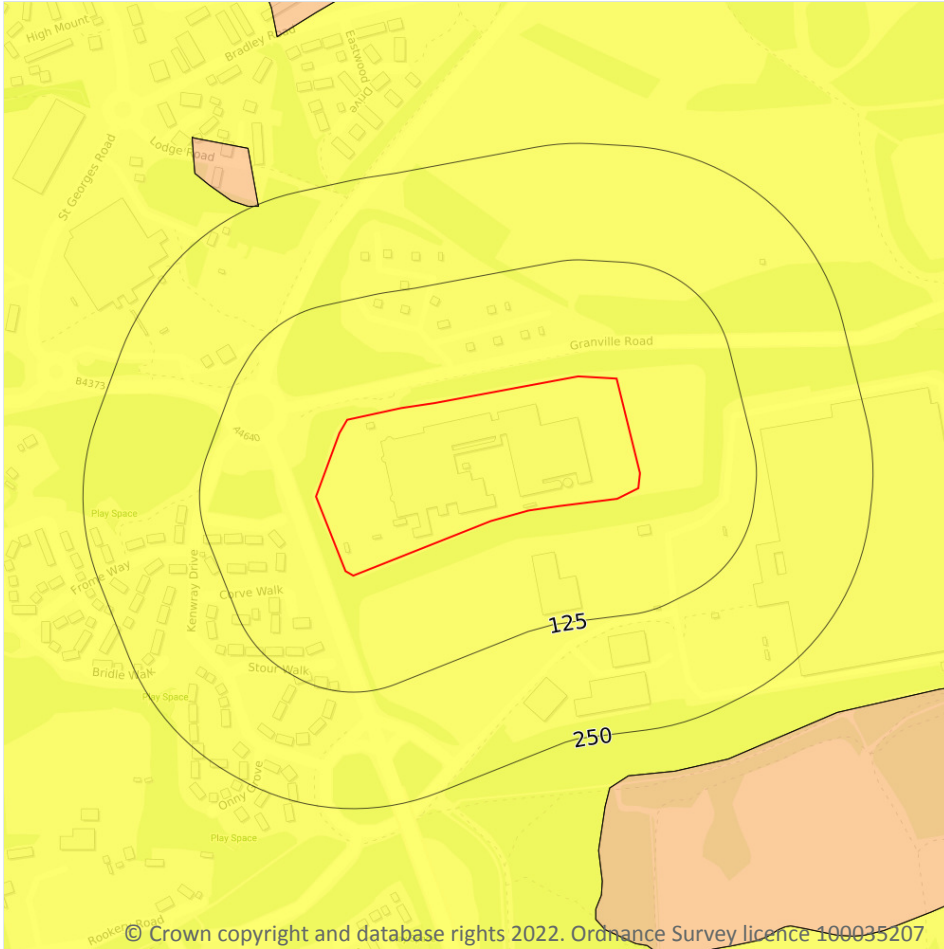 High Mount
Bradley Road
Eastwood Drive
Lodge Road
St Georges Road
Granville Road
B4373
A4640
Play Space
Frome Way
Kenwray Drive
Corve Walk
125
Stour Walk
Bridle Walk
Play Space
250
Onny Grove
Play Space
Rookery Road
© Crown copyright and database rights 2022. Ordnance Survey licence 100035207